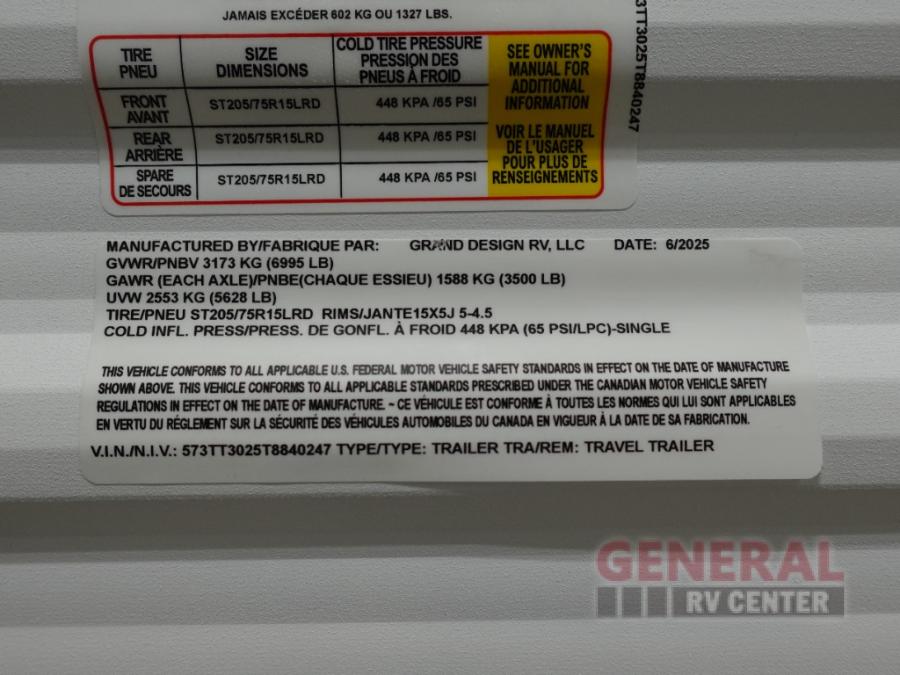 JAMAIS EXCÉDER 602 KG OU 1327 LBS.
TIRE PNEU SIZE DIMENSIONS COLD TIRE PRESSURE PRESSION DES PNEUS À FROID
FRONT AVANT ST205/75R15LRD 448 KPA /65 PSI
REAR ARRIÈRE ST205/75R15LRD 448 KPA /65 PSI
SPARE DE SECOURS ST205/75R15LRD 448 KPA /65 PSI
SEE OWNER'S
MANUAL FOR
ADDITIONAL
INFORMATION
VOIR LE MANUEL
DE L'USAGER
POUR PLUS DE
RENSEIGNEMENTS
73TT3025T8840247
MANUFACTURED BY/FABRIQUE PAR: GRAND DESIGN RV, LLC DATE: 6/2025
GVWR/PNBV 3173 KG (6995 LB)
GAWR (EACH AXLE)/PNBE(CHAQUE ESSIEU) 1588 KG (3500 LB)
UVW 2553 KG (5628 LB)
TIRE/PNEU ST205/75R15LRD RIMS/JANTE15X5J 5-4.5
COLD INFL. PRESS/PRESS. DE GONFL. À FROID 448 KPA (65 PSI/LPC)-SINGLE
THIS VEHICLE CONFORMS TO ALL APPLICABLE U.S. FEDERAL MOTOR VEHICLE SAFETY STANDARDS IN EFFECT ON THE DATE OF MANUFACTURE
SHOWN ABOVE. THIS VEHICLE CONFORMS TO ALL APPLICABLE STANDARDS PRESCRIBED UNDER THE CANADIAN MOTOR VEHICLE SAFETY
REGULATIONS IN EFFECT ON THE DATE OF MANUFACTURE. ~ CE VÉHICULE EST CONFORME À TOUTES LES NORMES QUI LUI SONT APPLICABLES
EN VERTU DU RÉGLEMENT SUR LA SÉCURITÉ DES VÉHICULES AUTOMOBILES DU CANADA EN VIGUEUR À LA DATE DE SA FABRICATION.
V.I.N./N.I.V.: 573TT3025T8840247 TYPE/TYPE: TRAILER TRA/REM: TRAVEL TRAILER
GENERAL
RV CENTER